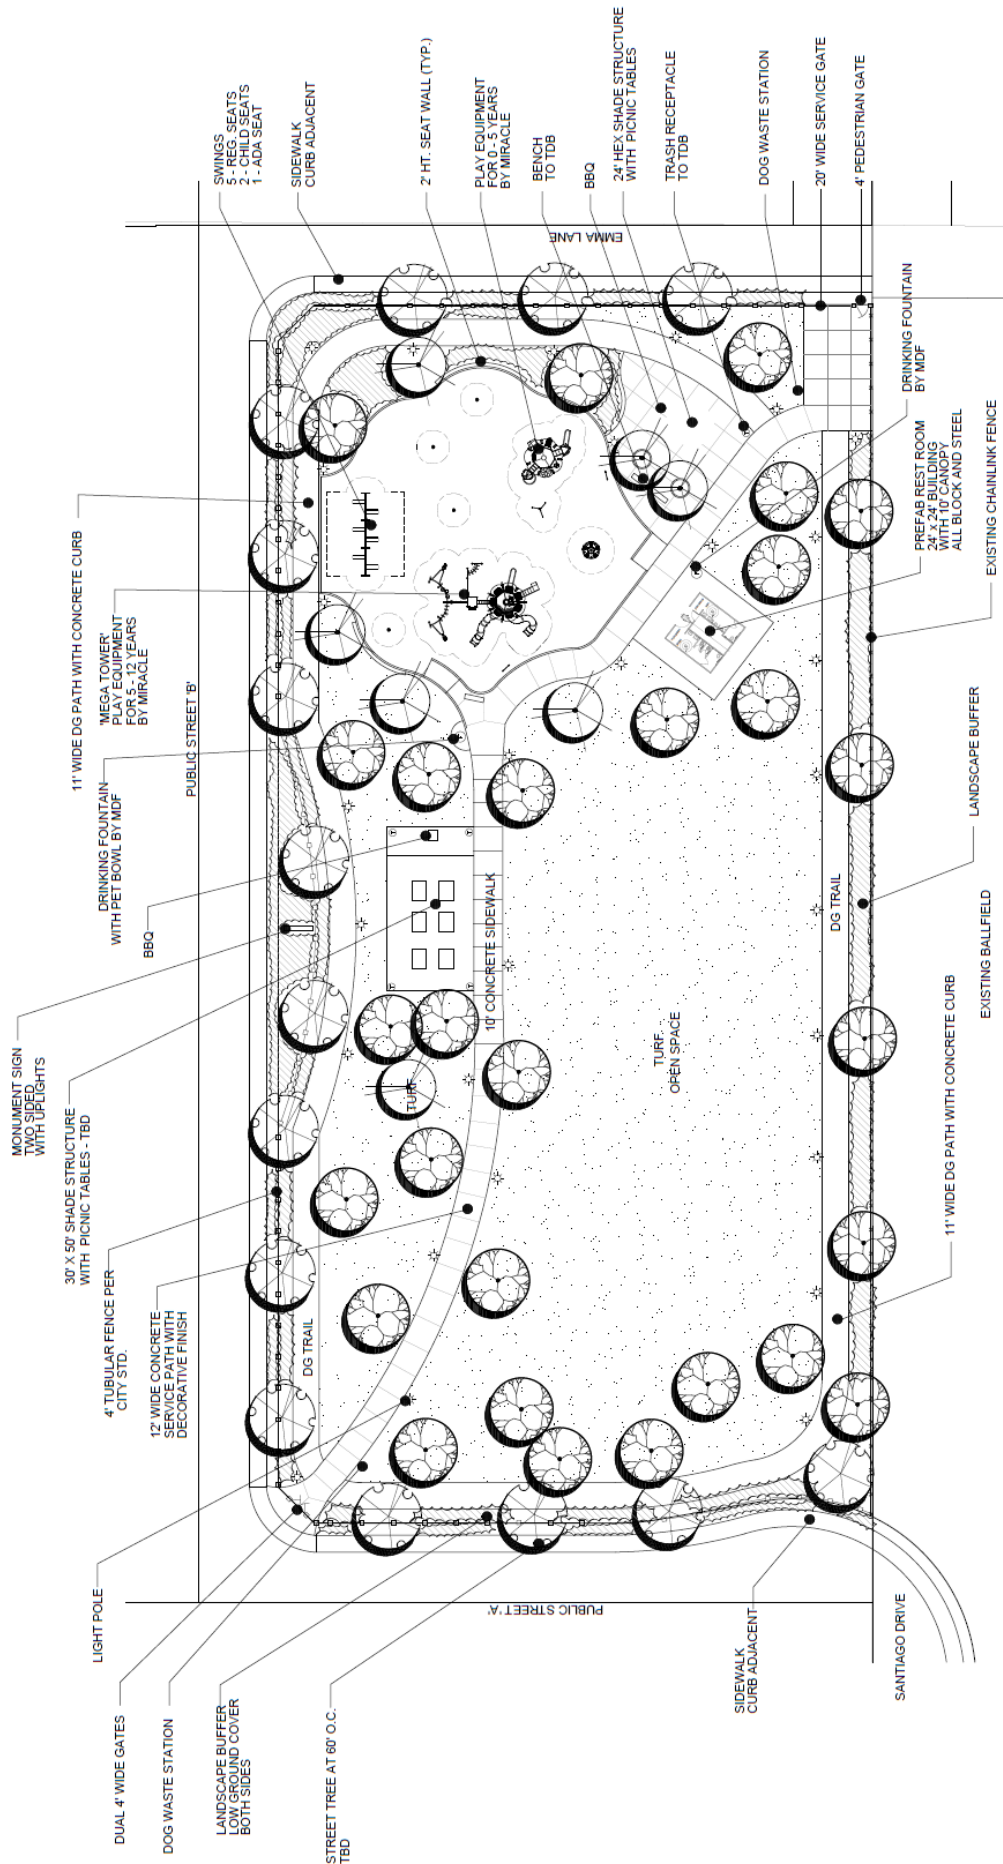 MONUMENT SIGN
TWO SIDED
WITH UPLIGHTS
30' X 50' SHADE STRUCTURE
WITH PICNIC TABLES - TBD
4' TUBULAR FENCE PER
CITY STD.
12' WIDE CONCRETE
SERVICE PATH WITH
DECORATIVE FINISH
LIGHT POLE
DUAL 4' WIDE GATES
DOG WASTE STATION
LANDSCAPE BUFFER
LOW GROUND COVER
BOTH SIDES
STREET TREE AT 60' O.C.
TBD
BBQ
DRINKING FOUNTAIN
WITH PET BOWL BY MDF
'MEGA TOWER'
PLAY EQUIPMENT
FOR 5 - 12 YEARS
BY MIRACLE
11' WIDE DG PATH WITH CONCRETE CURB
SWINGS
5 - REG. SEATS
2 - CHILD SEATS
1 - ADA SEAT
SIDEWALK
CURB ADJACENT
2' HT. SEAT WALL (TYP.)
PLAY EQUIPMENT
FOR 0 - 5 YEARS
BY MIRACLE
BENCH
TO TDB
BBQ
24' HEX SHADE STRUCTURE
WITH PICNIC TABLES
TRASH RECEPTACLE
TO TDB
DOG WASTE STATION
20' WIDE SERVICE GATE
4' PEDESTRIAN GATE
PUBLIC STREET 'B'
EMMA LANE
DG TRAIL
TURF
10' CONCRETE SIDEWALK
TURF
OPEN SPACE
DG TRAIL
PUBLIC STREET 'A'
SIDEWALK
CURB ADJACENT
SANTIAGO DRIVE
11' WIDE DG PATH WITH CONCRETE CURB
EXISTING BALLFIELD
LANDSCAPE BUFFER
EXISTING CHAINLINK FENCE
PREFAB REST ROOM
24' x 24' BUILDING
WITH 10' CANOPY
ALL BLOCK AND STEEL
DRINKING FOUNTAIN
BY MDF